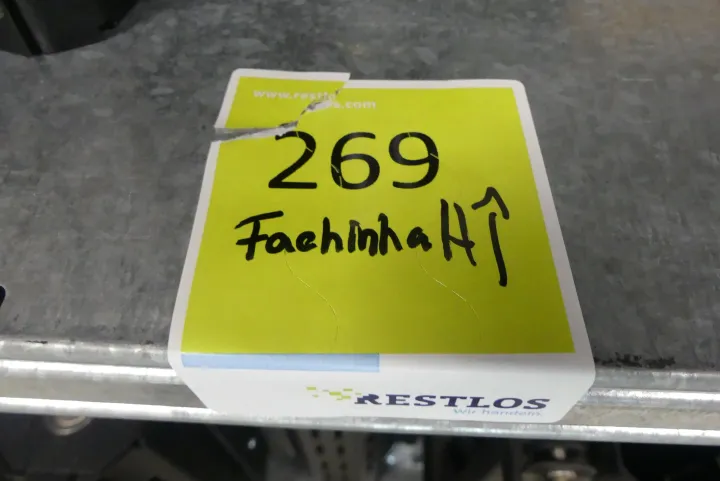 www.restlos.com
269
Fachinhalt ↑
RESTLOS
Wir handeln.